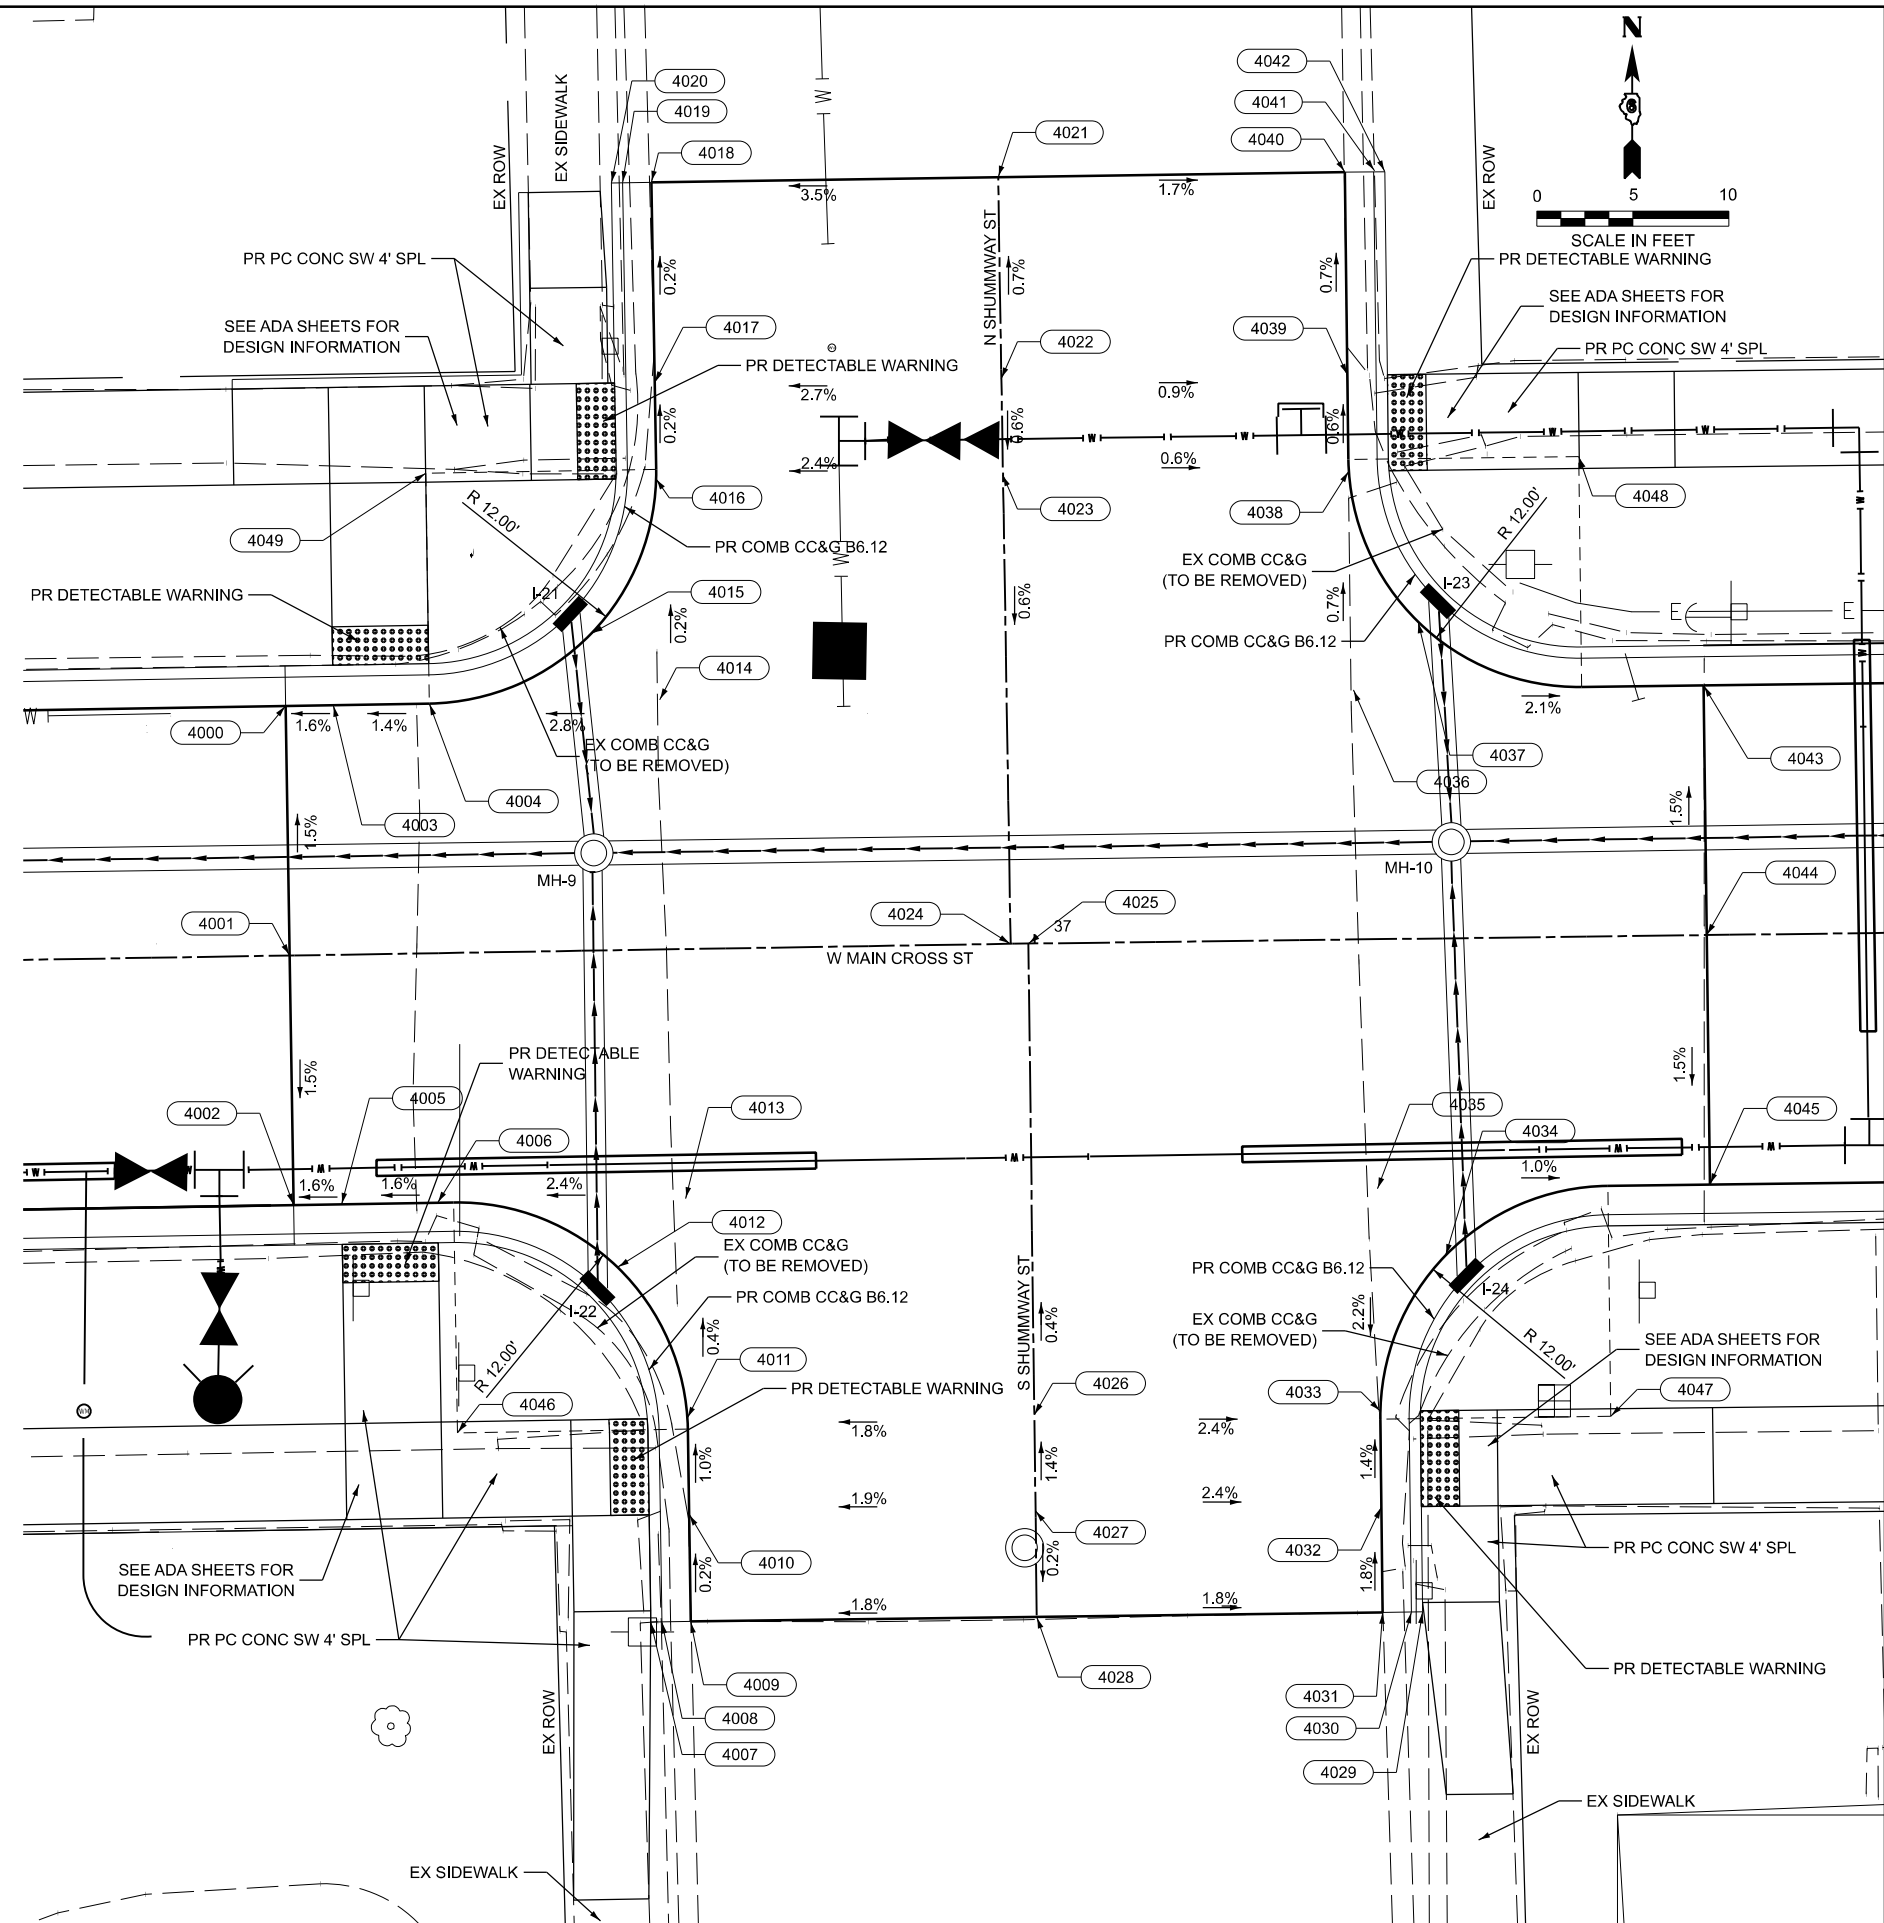 4020
4019
4018
4021
4042
4041
4040
N
0 5 10
SCALE IN FEET
EX SIDEWALK
EX ROW
W
3.5%
1.7%
EX ROW
N SHUMMWAY ST
PR PC CONC SW 4' SPL
0.2%
0.7%
0.7%
PR DETECTABLE WARNING
SEE ADA SHEETS FOR
DESIGN INFORMATION
4017
4022
4039
SEE ADA SHEETS FOR
DESIGN INFORMATION
PR DETECTABLE WARNING
PR PC CONC SW 4' SPL
2.7%
0.9%
0.2%
0.6%
0.6%
W W W W W
2.4%
0.6%
4049
R 12.00'
4016
4023
4038
4048
R 12.00'
W
PR COMB CC&G B6.12
W
EX COMB CC&G
(TO BE REMOVED)
PR DETECTABLE WARNING
I-21
4015
0.2%
0.6%
0.7%
I-23
PR COMB CC&G B6.12
E E
W
4014
4000
1.6%
1.4%
2.8%
W
EX COMB CC&G
(TO BE REMOVED)
2.1%
4037
4036
4043
4004
4003
1.5%
1.5%
MH-9
MH-10
4044
4001
4024
4025
37
W MAIN CROSS ST
1.5%
1.5%
PR DETECTABLE
WARNING
4002
4005
4013
4035
4045
4006
4034
W W W W W W
1.6%
1.6%
2.4%
1.0%
4012
EX COMB CC&G
(TO BE REMOVED)
PR COMB CC&G B6.12
W
I-22
0.4%
S SHUMMWAY ST
0.4%
PR COMB CC&G B6.12
EX COMB CC&G
(TO BE REMOVED)
2.2%
I-24
R 12.00'
R 12.00'
SEE ADA SHEETS FOR
DESIGN INFORMATION
4011
PR DETECTABLE WARNING
4026
4033
4047
4046
1.8%
2.4%
1.0%
1.4%
1.4%
1.9%
2.4%
4010
4027
4032
PR PC CONC SW 4' SPL
SEE ADA SHEETS FOR
DESIGN INFORMATION
0.2%
0.2%
1.8%
1.8%
1.8%
PR PC CONC SW 4' SPL
4009
4028
4031
PR DETECTABLE WARNING
4008
4030
4007
4029
EX ROW
EX ROW
EX SIDEWALK
EX SIDEWALK